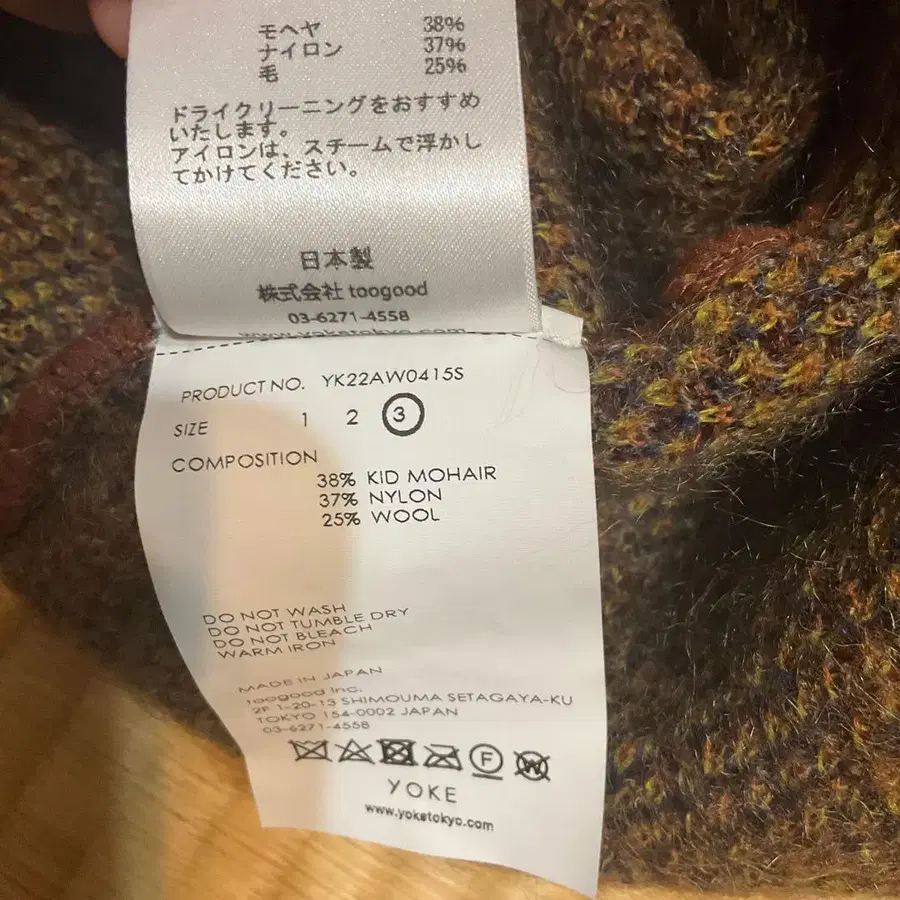 モヘヤ 38%
ナイロン 37%
毛 25%
ドライクリーニングをおすすめ
いたします。
アイロンは、スチームで浮かし
てかけてください。
日本製
株式会社 toogood
03-6271-4558
www.yoketokyo.com
PRODUCT NO. YK22AW0415S
SIZE 1 2 3
COMPOSITION
38% KID MOHAIR
37% NYLON
25% WOOL
DO NOT WASH
DO NOT TUMBLE DRY
DO NOT BLEACH
WARM IRON
MADE IN JAPAN
toogood Inc.
2F 1-20-13 SHIMOUMA SETAGAYA-KU
TOKYO 154-0002 JAPAN
03-6271-4558
F W
YOKE
www.yoketokyo.com